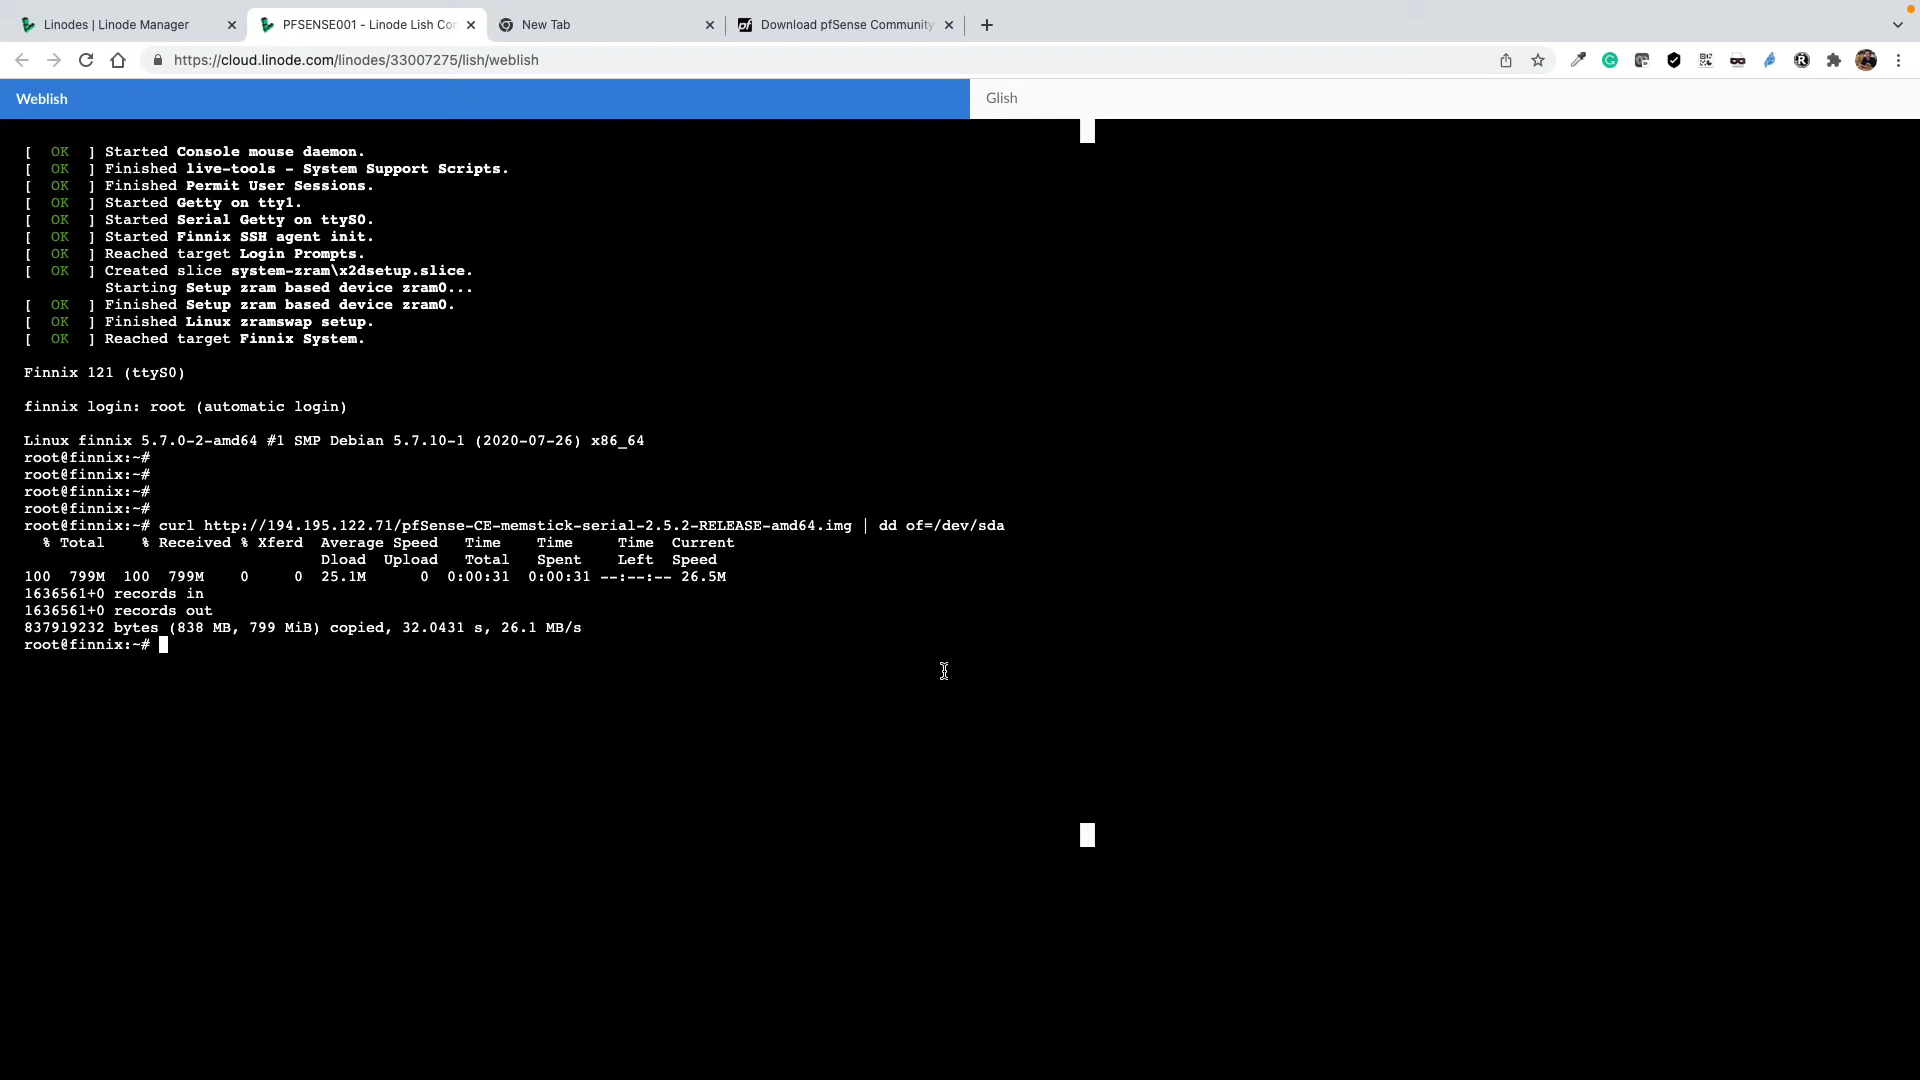 Linodes | Linode Manager
PFSENSE001 - Linode Lish Con
New Tab
pf Download pfSense Community
https://cloud.linode.com/linodes/33007275/lish/weblish
Weblish
Glish
[  OK  ] Started Console mouse daemon.
[  OK  ] Finished live-tools - System Support Scripts.
[  OK  ] Finished Permit User Sessions.
[  OK  ] Started Getty on tty1.
[  OK  ] Started Serial Getty on ttyS0.
[  OK  ] Started Finnix SSH agent init.
[  OK  ] Reached target Login Prompts.
[  OK  ] Created slice system-zram\x2dsetup.slice.
Starting Setup zram based device zram0...
[  OK  ] Finished Setup zram based device zram0.
[  OK  ] Finished Linux zramswap setup.
[  OK  ] Reached target Finnix System.
Finnix 121 (ttyS0)
finnix login: root (automatic login)
Linux finnix 5.7.0-2-amd64 #1 SMP Debian 5.7.10-1 (2020-07-26) x86_64
root@finnix:~#
root@finnix:~#
root@finnix:~#
root@finnix:~#
root@finnix:~# curl http://194.195.122.71/pfSense-CE-memstick-serial-2.5.2-RELEASE-amd64.img | dd of=/dev/sda
% Total    % Received % Xferd  Average Speed   Time    Time     Time  Current
Dload  Upload   Total   Spent    Left  Speed
100  799M  100  799M    0     0  25.1M      0  0:00:31  0:00:31 --:--:-- 26.5M
1636561+0 records in
1636561+0 records out
837919232 bytes (838 MB, 799 MiB) copied, 32.0431 s, 26.1 MB/s
root@finnix:~#